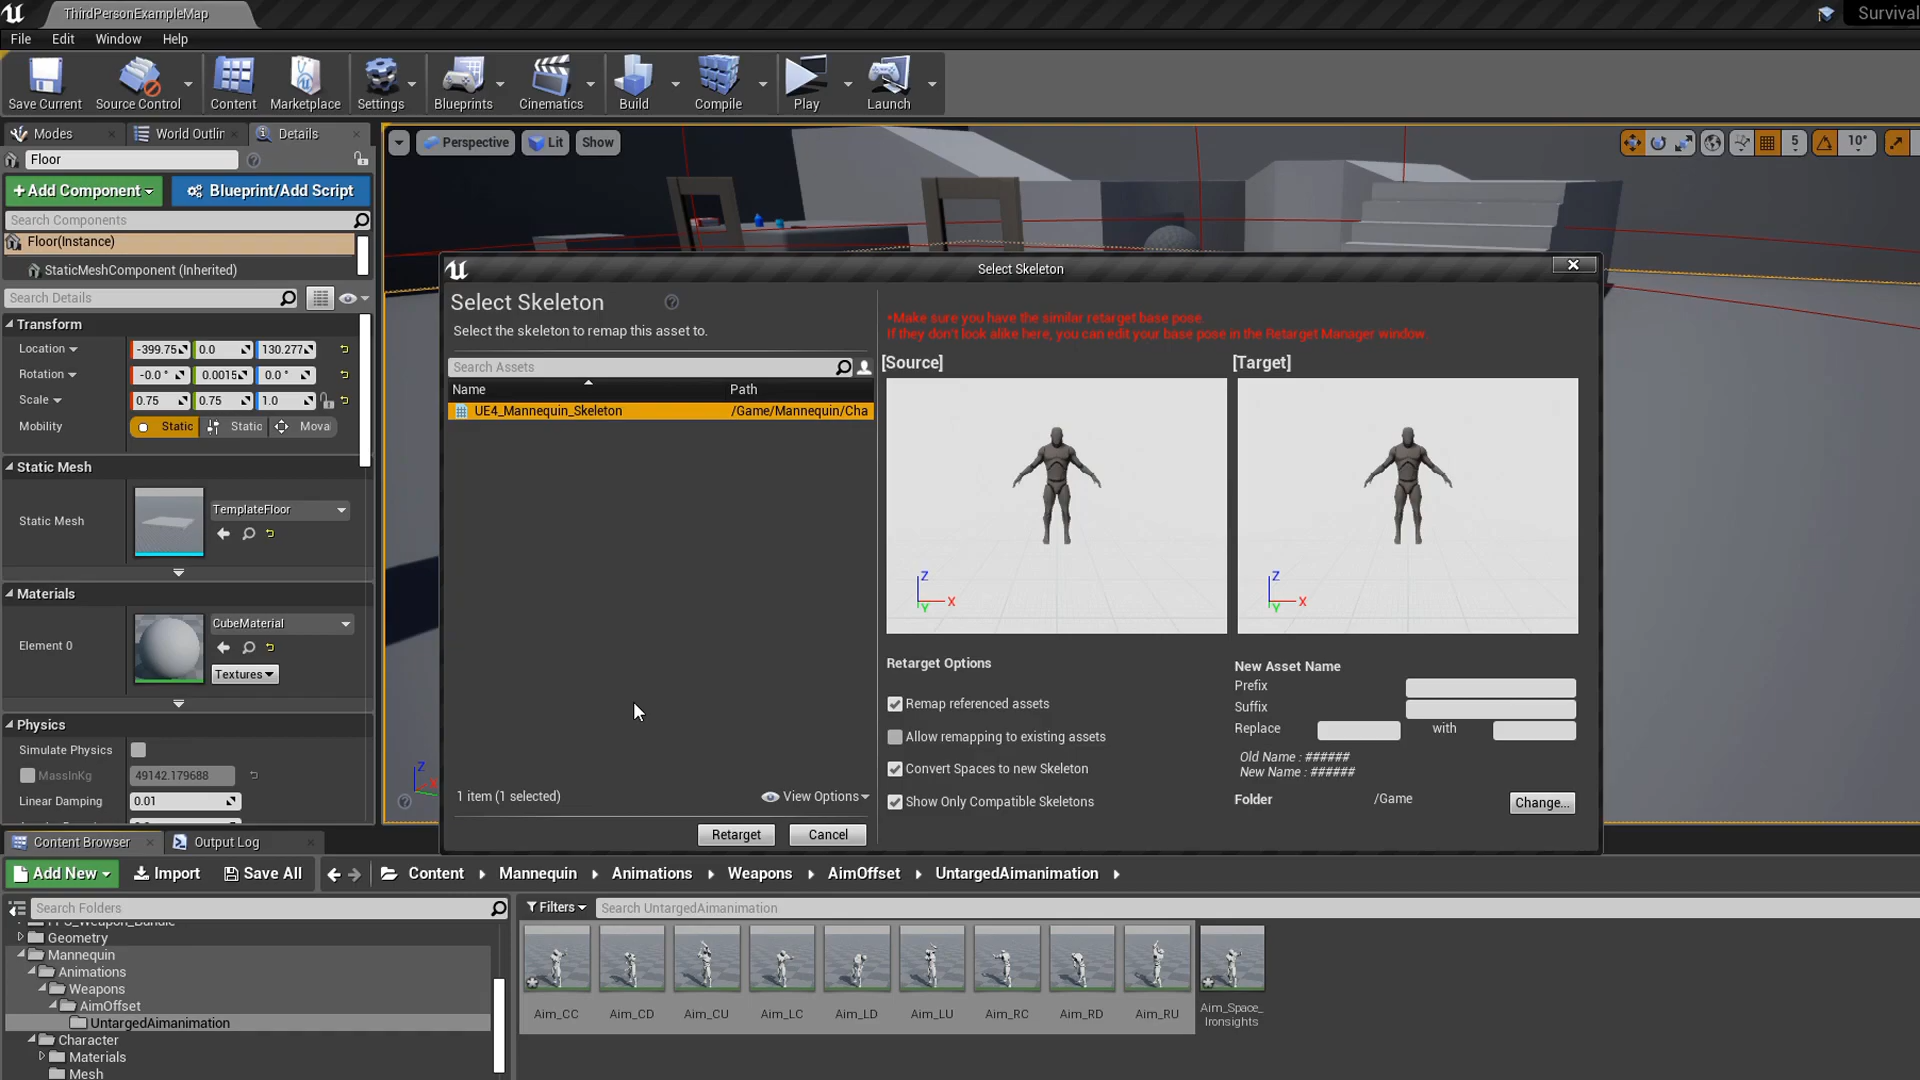 ThirdPersonExampleMap
Survival
File Edit Window Help
Save Current Source Control Content Marketplace Settings Blueprints Cinematics Build Compile Play Launch
Modes World Outlin Details
Floor
+Add Component Blueprint/Add Script
Search Components
Floor(Instance)
StaticMeshComponent (Inherited)
Search Details
Transform
Location -399.75 0.0 130.277
Rotation -0.0 ° 0.0015 0.0 °
Scale 0.75 0.75 1.0
Mobility Static Static Moval
Static Mesh
Static Mesh TemplateFloor
Materials
Element 0 CubeMaterial
Textures
Physics
Simulate Physics
MassInKg 49142.179688
Linear Damping 0.01
Perspective Lit Show 5 10°
Select Skeleton
Select Skeleton
Select the skeleton to remap this asset to.
Search Assets
Name Path
UE4_Mannequin_Skeleton /Game/Mannequin/Cha
1 item (1 selected) View Options
Retarget Cancel
*Make sure you have the similar retarget base pose.
If they don't look alike here, you can edit your base pose in the Retarget Manager window.
[Source] [Target]
Z X Y
Z X Y
Retarget Options
Remap referenced assets
Allow remapping to existing assets
Convert Spaces to new Skeleton
Show Only Compatible Skeletons
New Asset Name
Prefix
Suffix
Replace with
Old Name : ######
New Name : ######
Folder /Game Change...
Z
Content Browser Output Log
Add New Import Save All Content Mannequin Animations Weapons AimOffset UntargedAimanimation
Search Folders
Filters Search UntargedAimanimation
Geometry
Mannequin
Animations
Weapons
AimOffset
UntargedAimanimation
Character
Materials
Mesh
Aim_CC Aim_CD Aim_CU Aim_LC Aim_LD Aim_LU Aim_RC Aim_RD Aim_RU Aim_Space_
Ironsights